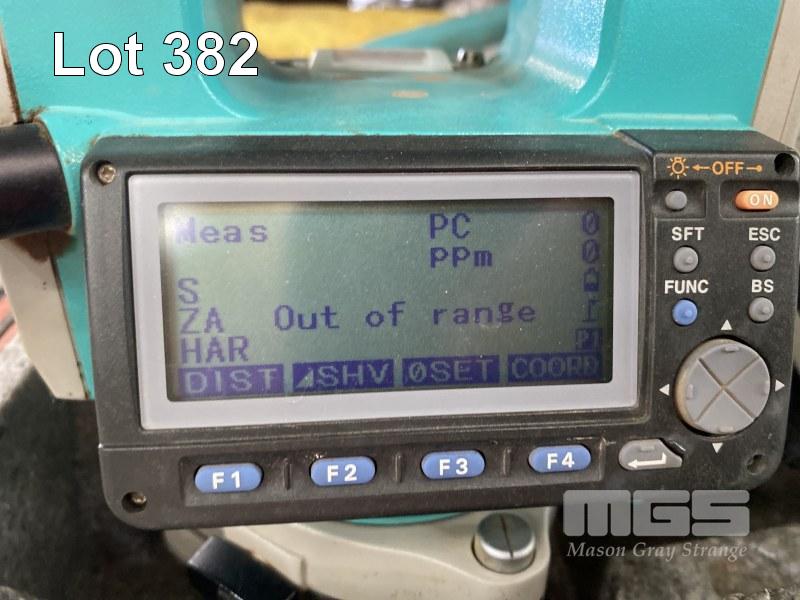 Lot 382
←OFF
ON
Meas PC 0
ppm 0
SFT ESC
S
FUNC BS
ZA Out of range
HAR P1
DIST ⊿SHV 0SET COORD
F1 F2 F3 F4
MGS
Mason Gray Strange